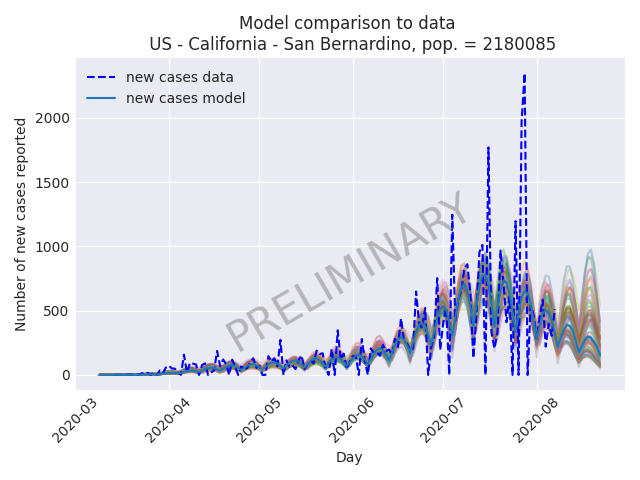 Model comparison to data
US - California - San Bernardino, pop. = 2180085
new cases data
new cases model
PRELIMINARY
Number of new cases reported
2000
1500
1000
500
0
2020-03
2020-04
2020-05
2020-06
2020-07
2020-08
Day